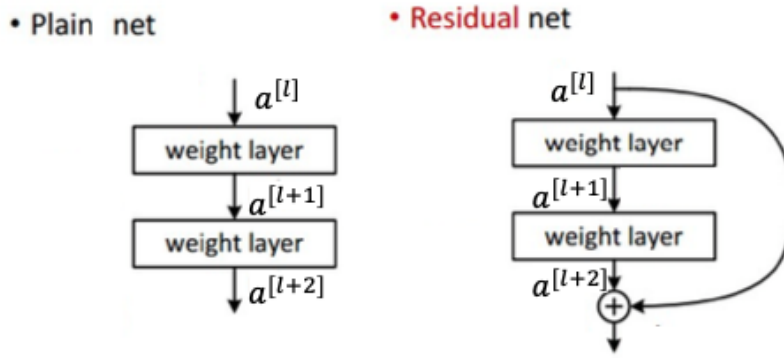 • Plain net
a^[l]
weight layer
a^[l+1]
weight layer
a^[l+2]
• Residual net
a^[l]
weight layer
a^[l+1]
weight layer
a^[l+2]
+